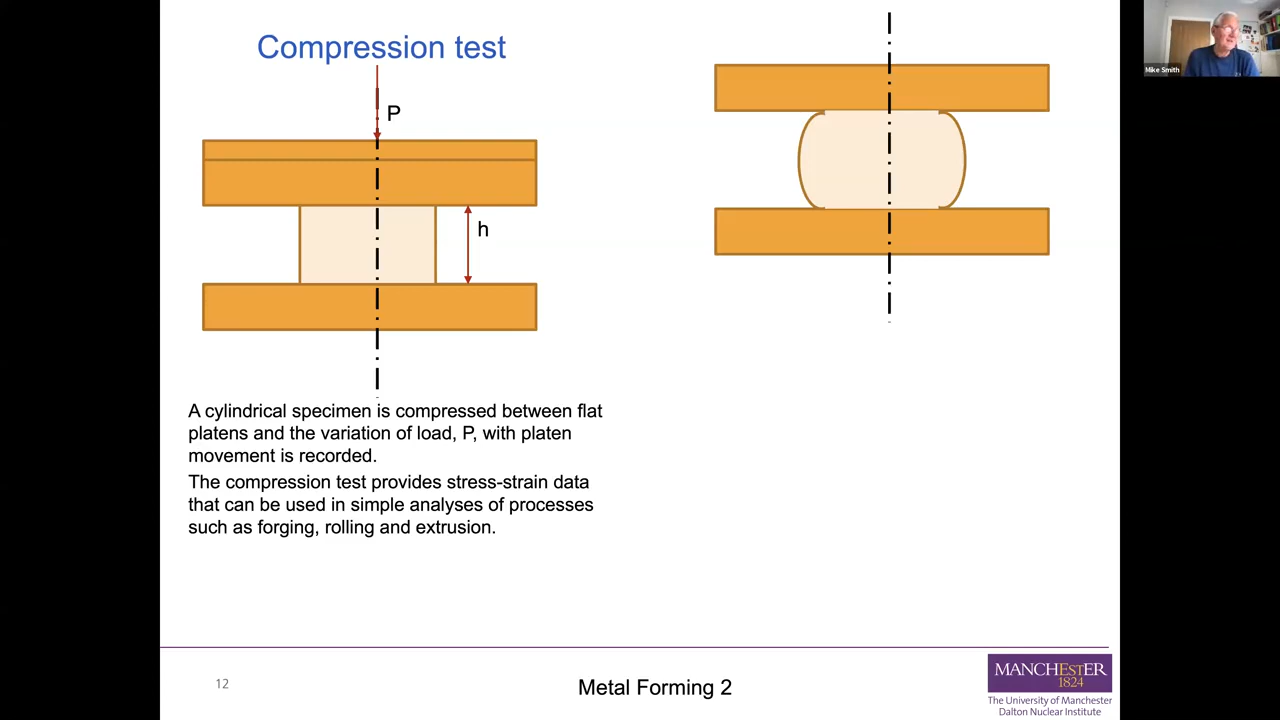 Compression test
P
h
A cylindrical specimen is compressed between flat
platens and the variation of load, P, with platen
movement is recorded.
The compression test provides stress-strain data
that can be used in simple analyses of processes
such as forging, rolling and extrusion.
Mike Smith
12
Metal Forming 2
MANCHESTER
1824
The University of Manchester
Dalton Nuclear Institute